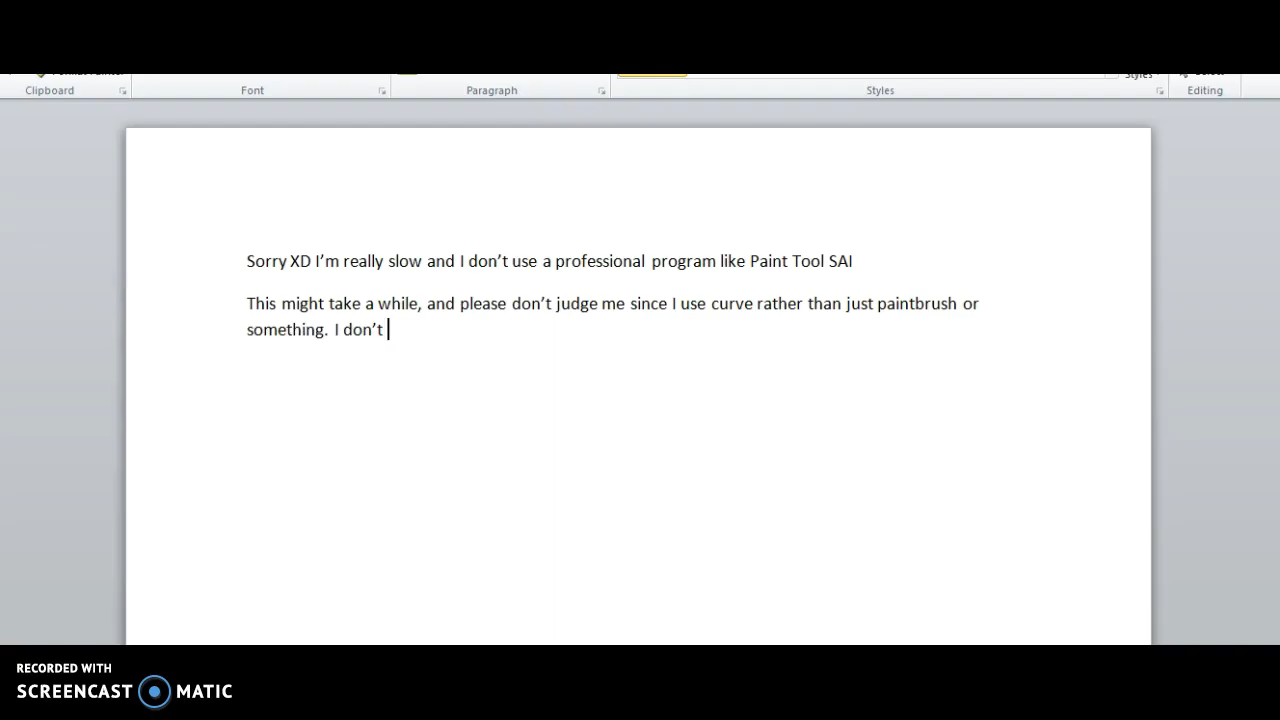 Clipboard
Font
Paragraph
Styles
Styles
Editing
Sorry XD I’m really slow and I don’t use a professional program like Paint Tool SAI
This might take a while, and please don’t judge me since I use curve rather than just paintbrush or
something. I don’t
RECORDED WITH
SCREENCAST MATIC